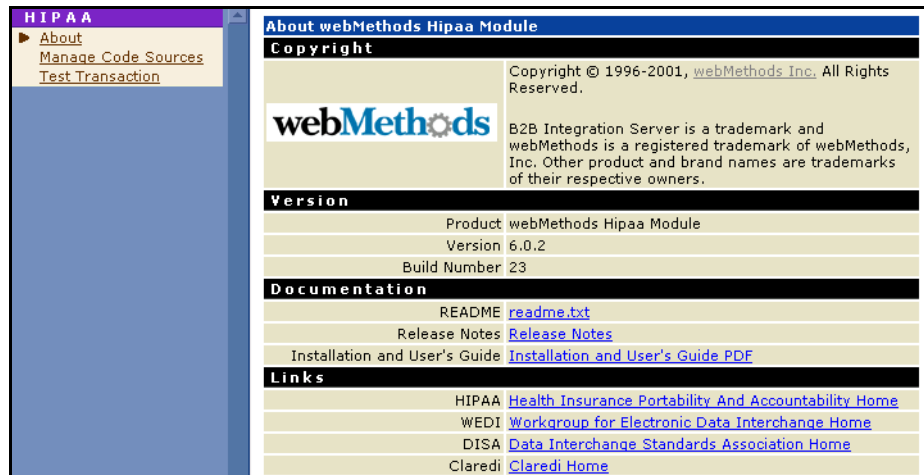 HIPAA
About
Manage Code Sources
Test Transaction
About webMethods Hipaa Module
Copyright
webMethods
Copyright © 1996-2001, webMethods Inc. All Rights
Reserved.
B2B Integration Server is a trademark and
webMethods is a registered trademark of webMethods,
Inc. Other product and brand names are trademarks
of their respective owners.
Version
Product webMethods Hipaa Module
Version 6.0.2
Build Number 23
Documentation
README readme.txt
Release Notes Release Notes
Installation and User's Guide Installation and User's Guide PDF
Links
HIPAA Health Insurance Portability And Accountability Home
WEDI Workgroup for Electronic Data Interchange Home
DISA Data Interchange Standards Association Home
Claredi Claredi Home